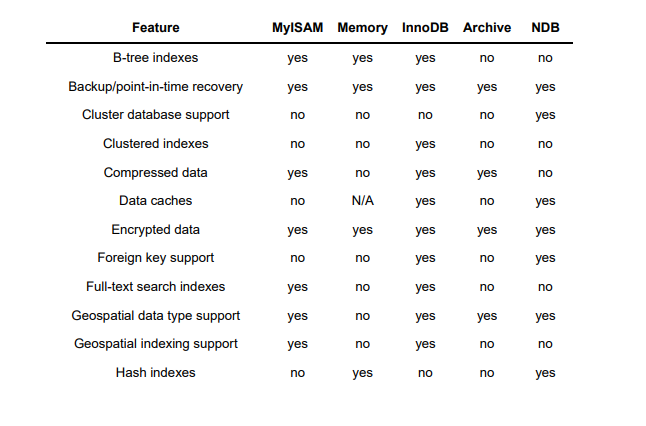 Feature MyISAM Memory InnoDB Archive NDB
B-tree indexes yes yes yes no no
Backup/point-in-time recovery yes yes yes yes yes
Cluster database support no no no no yes
Clustered indexes no no yes no no
Compressed data yes no yes yes no
Data caches no N/A yes no yes
Encrypted data yes yes yes yes yes
Foreign key support no no yes no yes
Full-text search indexes yes no yes no no
Geospatial data type support yes no yes yes yes
Geospatial indexing support yes no yes no no
Hash indexes no yes no no yes